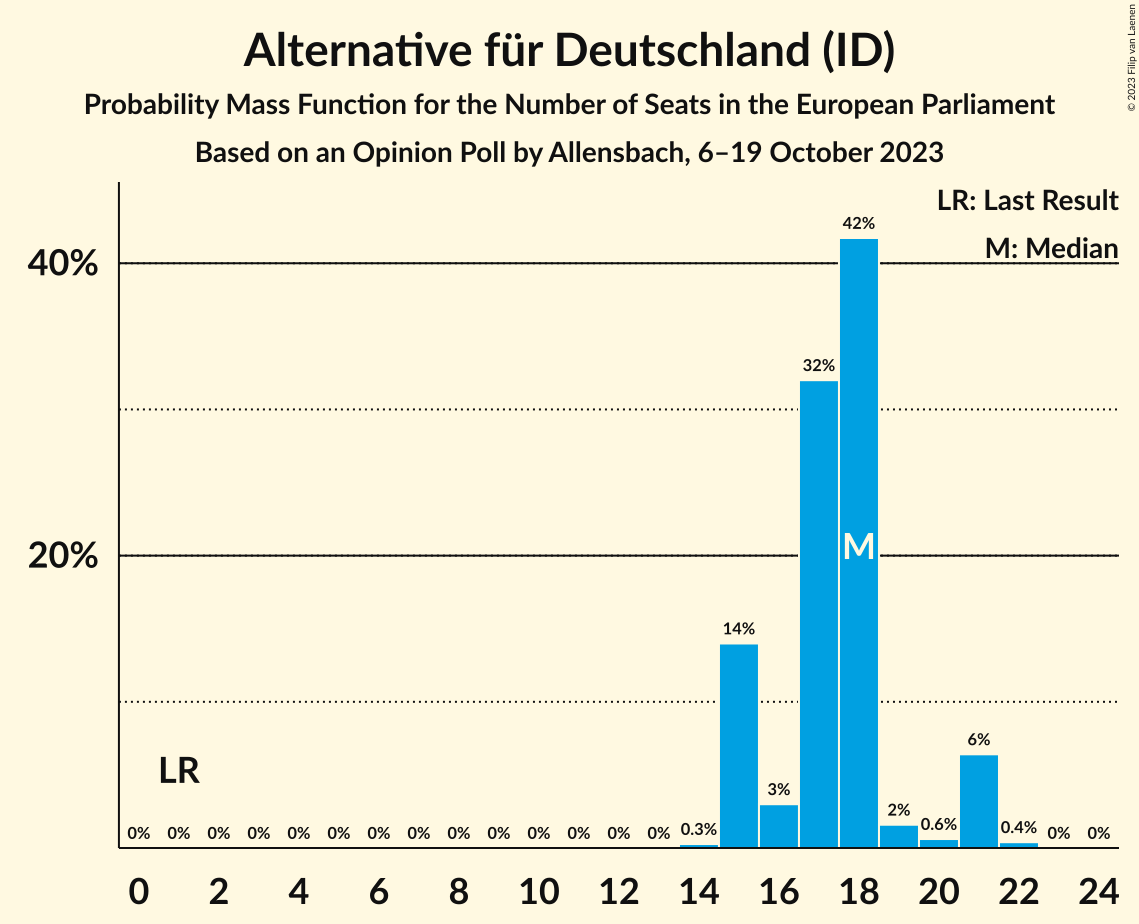 Alternative für Deutschland (ID)
Probability Mass Function for the Number of Seats in the European Parliament
Based on an Opinion Poll by Allensbach, 6–19 October 2023
© 2023 Filip van Laenen
LR: Last Result
M: Median
40%
20%
42%
32%
M
14%
LR
6%
3%
2%
0% 0% 0% 0% 0% 0% 0% 0% 0% 0% 0% 0% 0% 0% 0.3% 0.6% 0.4% 0% 0%
0 2 4 6 8 10 12 14 16 18 20 22 24